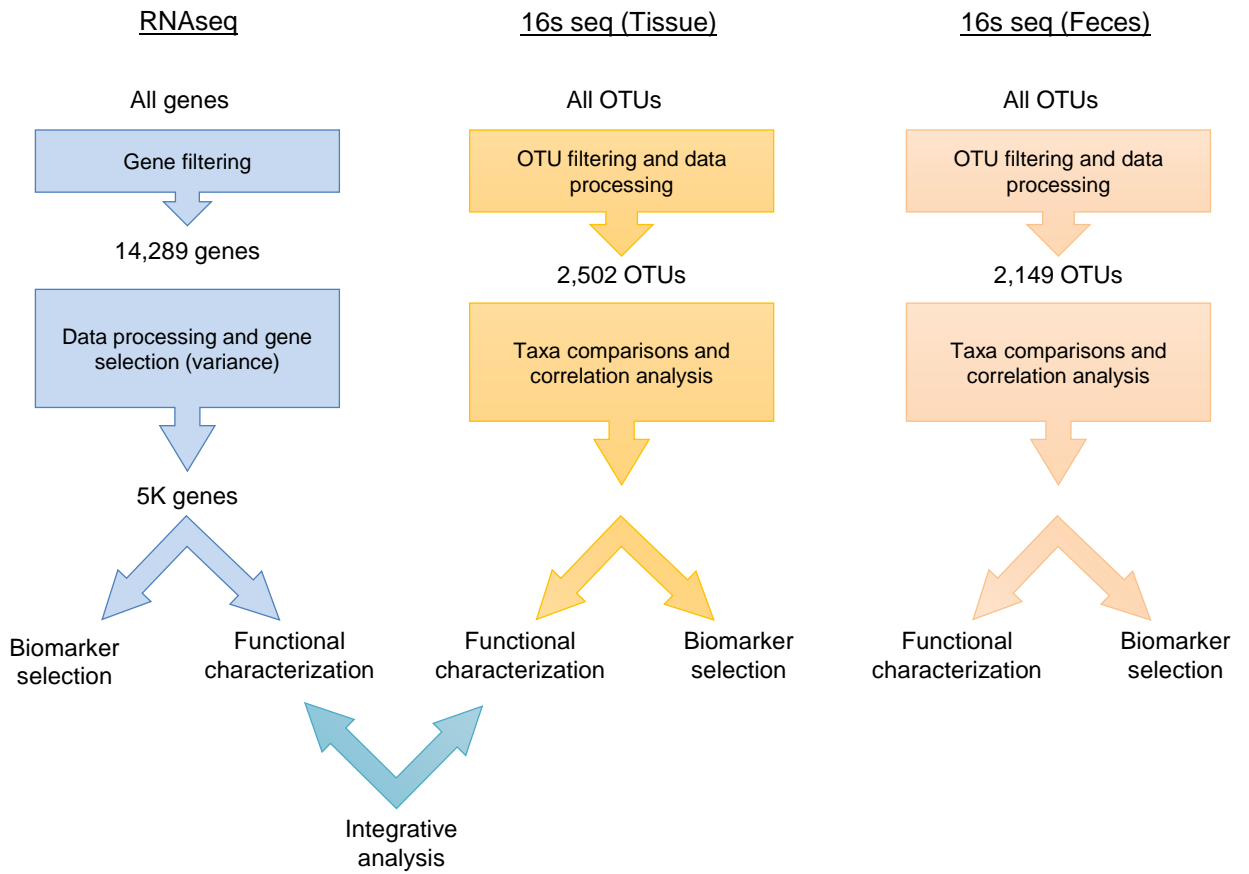 RNAseq
16s seq (Tissue)
16s seq (Feces)
All genes
All OTUs
All OTUs
Gene filtering
OTU filtering and data
processing
OTU filtering and data
processing
14,289 genes
2,502 OTUs
2,149 OTUs
Data processing and gene
selection (variance)
Taxa comparisons and
correlation analysis
Taxa comparisons and
correlation analysis
5K genes
Biomarker
selection
Functional
characterization
Functional
characterization
Biomarker
selection
Functional
characterization
Biomarker
selection
Integrative
analysis